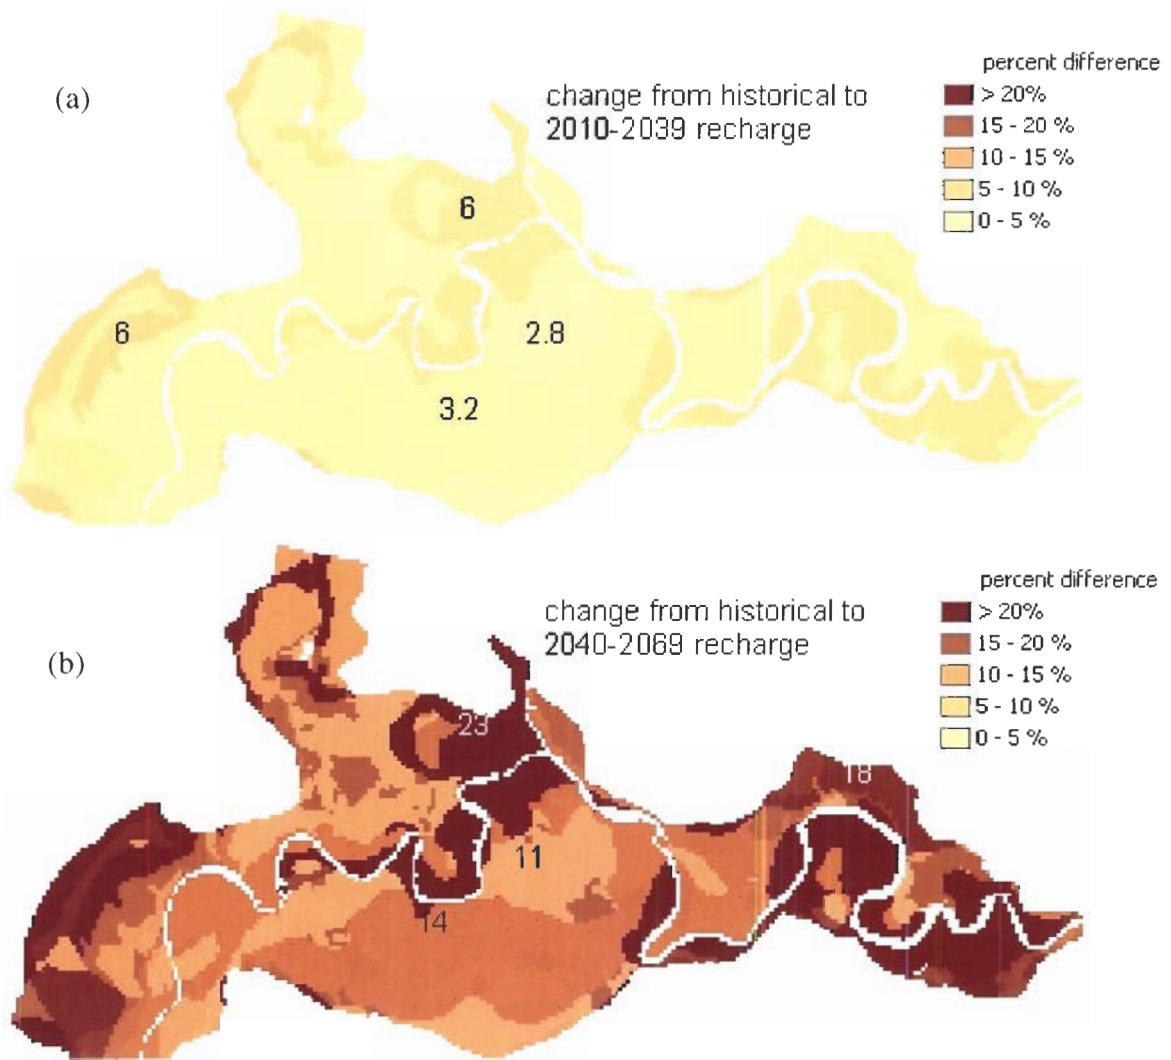 (a)
change from historical to
2010-2039 recharge
percent difference
> 20%
15 - 20 %
10 - 15 %
5 - 10 %
0 - 5 %
6
6
2.8
3.2
(b)
change from historical to
2040-2069 recharge
percent difference
> 20%
15 - 20 %
10 - 15 %
5 - 10 %
0 - 5 %
23
18
11
14